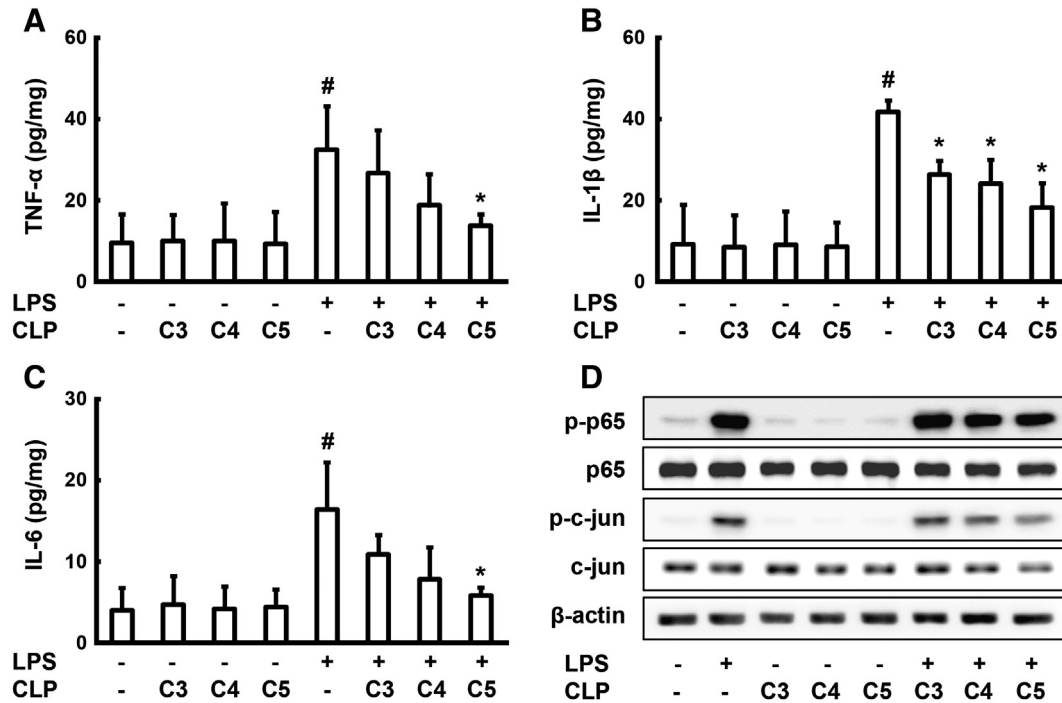 A
TNF-α (pg/mg)
60
40
20
0
#
*
LPS - - - - + + + +
CLP - C3 C4 C5 - C3 C4 C5
B
IL-1β (pg/mg)
60
40
20
0
#
* * *
LPS - - - - + + + +
CLP - C3 C4 C5 - C3 C4 C5
C
IL-6 (pg/mg)
30
20
10
0
#
*
LPS - - - - + + + +
CLP - C3 C4 C5 - C3 C4 C5
D
p-p65
p65
p-c-jun
c-jun
β-actin
LPS - + - - - + + +
CLP - - C3 C4 C5 C3 C4 C5